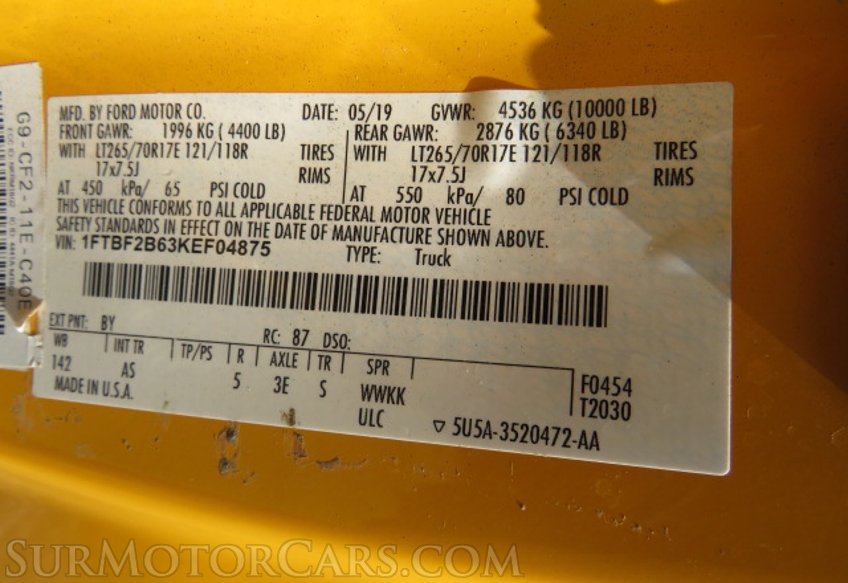 MFD. BY FORD MOTOR CO. DATE: 05/19 GVWR: 4536 KG (10000 LB)
FRONT GAWR: 1996 KG ( 4400 LB) REAR GAWR: 2876 KG ( 6340 LB)
WITH LT265/70R17E 121/118R TIRES WITH LT265/70R17E 121/118R TIRES
17x7.5J RIMS 17x7.5J RIMS
AT 450 kPa/ 65 PSI COLD AT 550 kPa/ 80 PSI COLD
THIS VEHICLE CONFORMS TO ALL APPLICABLE FEDERAL MOTOR VEHICLE
SAFETY STANDARDS IN EFFECT ON THE DATE OF MANUFACTURE SHOWN ABOVE.
VIN: 1FTBF2B63KEF04875 TYPE: Truck
EXT PNT: BY RC: 87 DSO:
WB INT TR TP/PS R AXLE TR SPR
142 AS 5 3E S WWKK F0454
MADE IN U.S.A. ULC T2030
▽ 5U5A-3520472-AA
G9-CF2-11E-C40E
SURMOTORCARS.COM